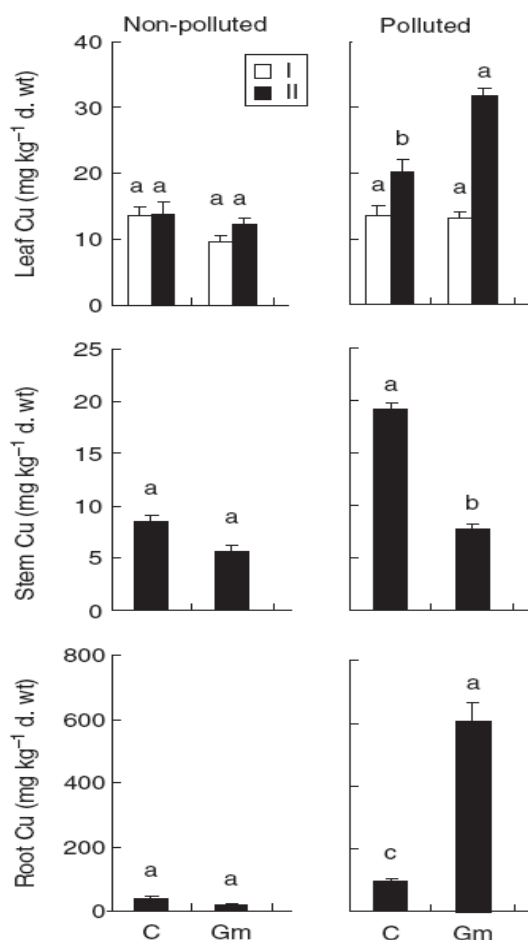 Non-polluted
Polluted
Leaf Cu (mg kg⁻¹ d. wt)
40
30
20
10
0
I
II
a a
a a
a
b
a
a
Stem Cu (mg kg⁻¹ d. wt)
25
20
15
10
5
0
a
a
a
b
Root Cu (mg kg⁻¹ d. wt)
800
600
400
200
0
a
a
c
a
C Gm
C Gm